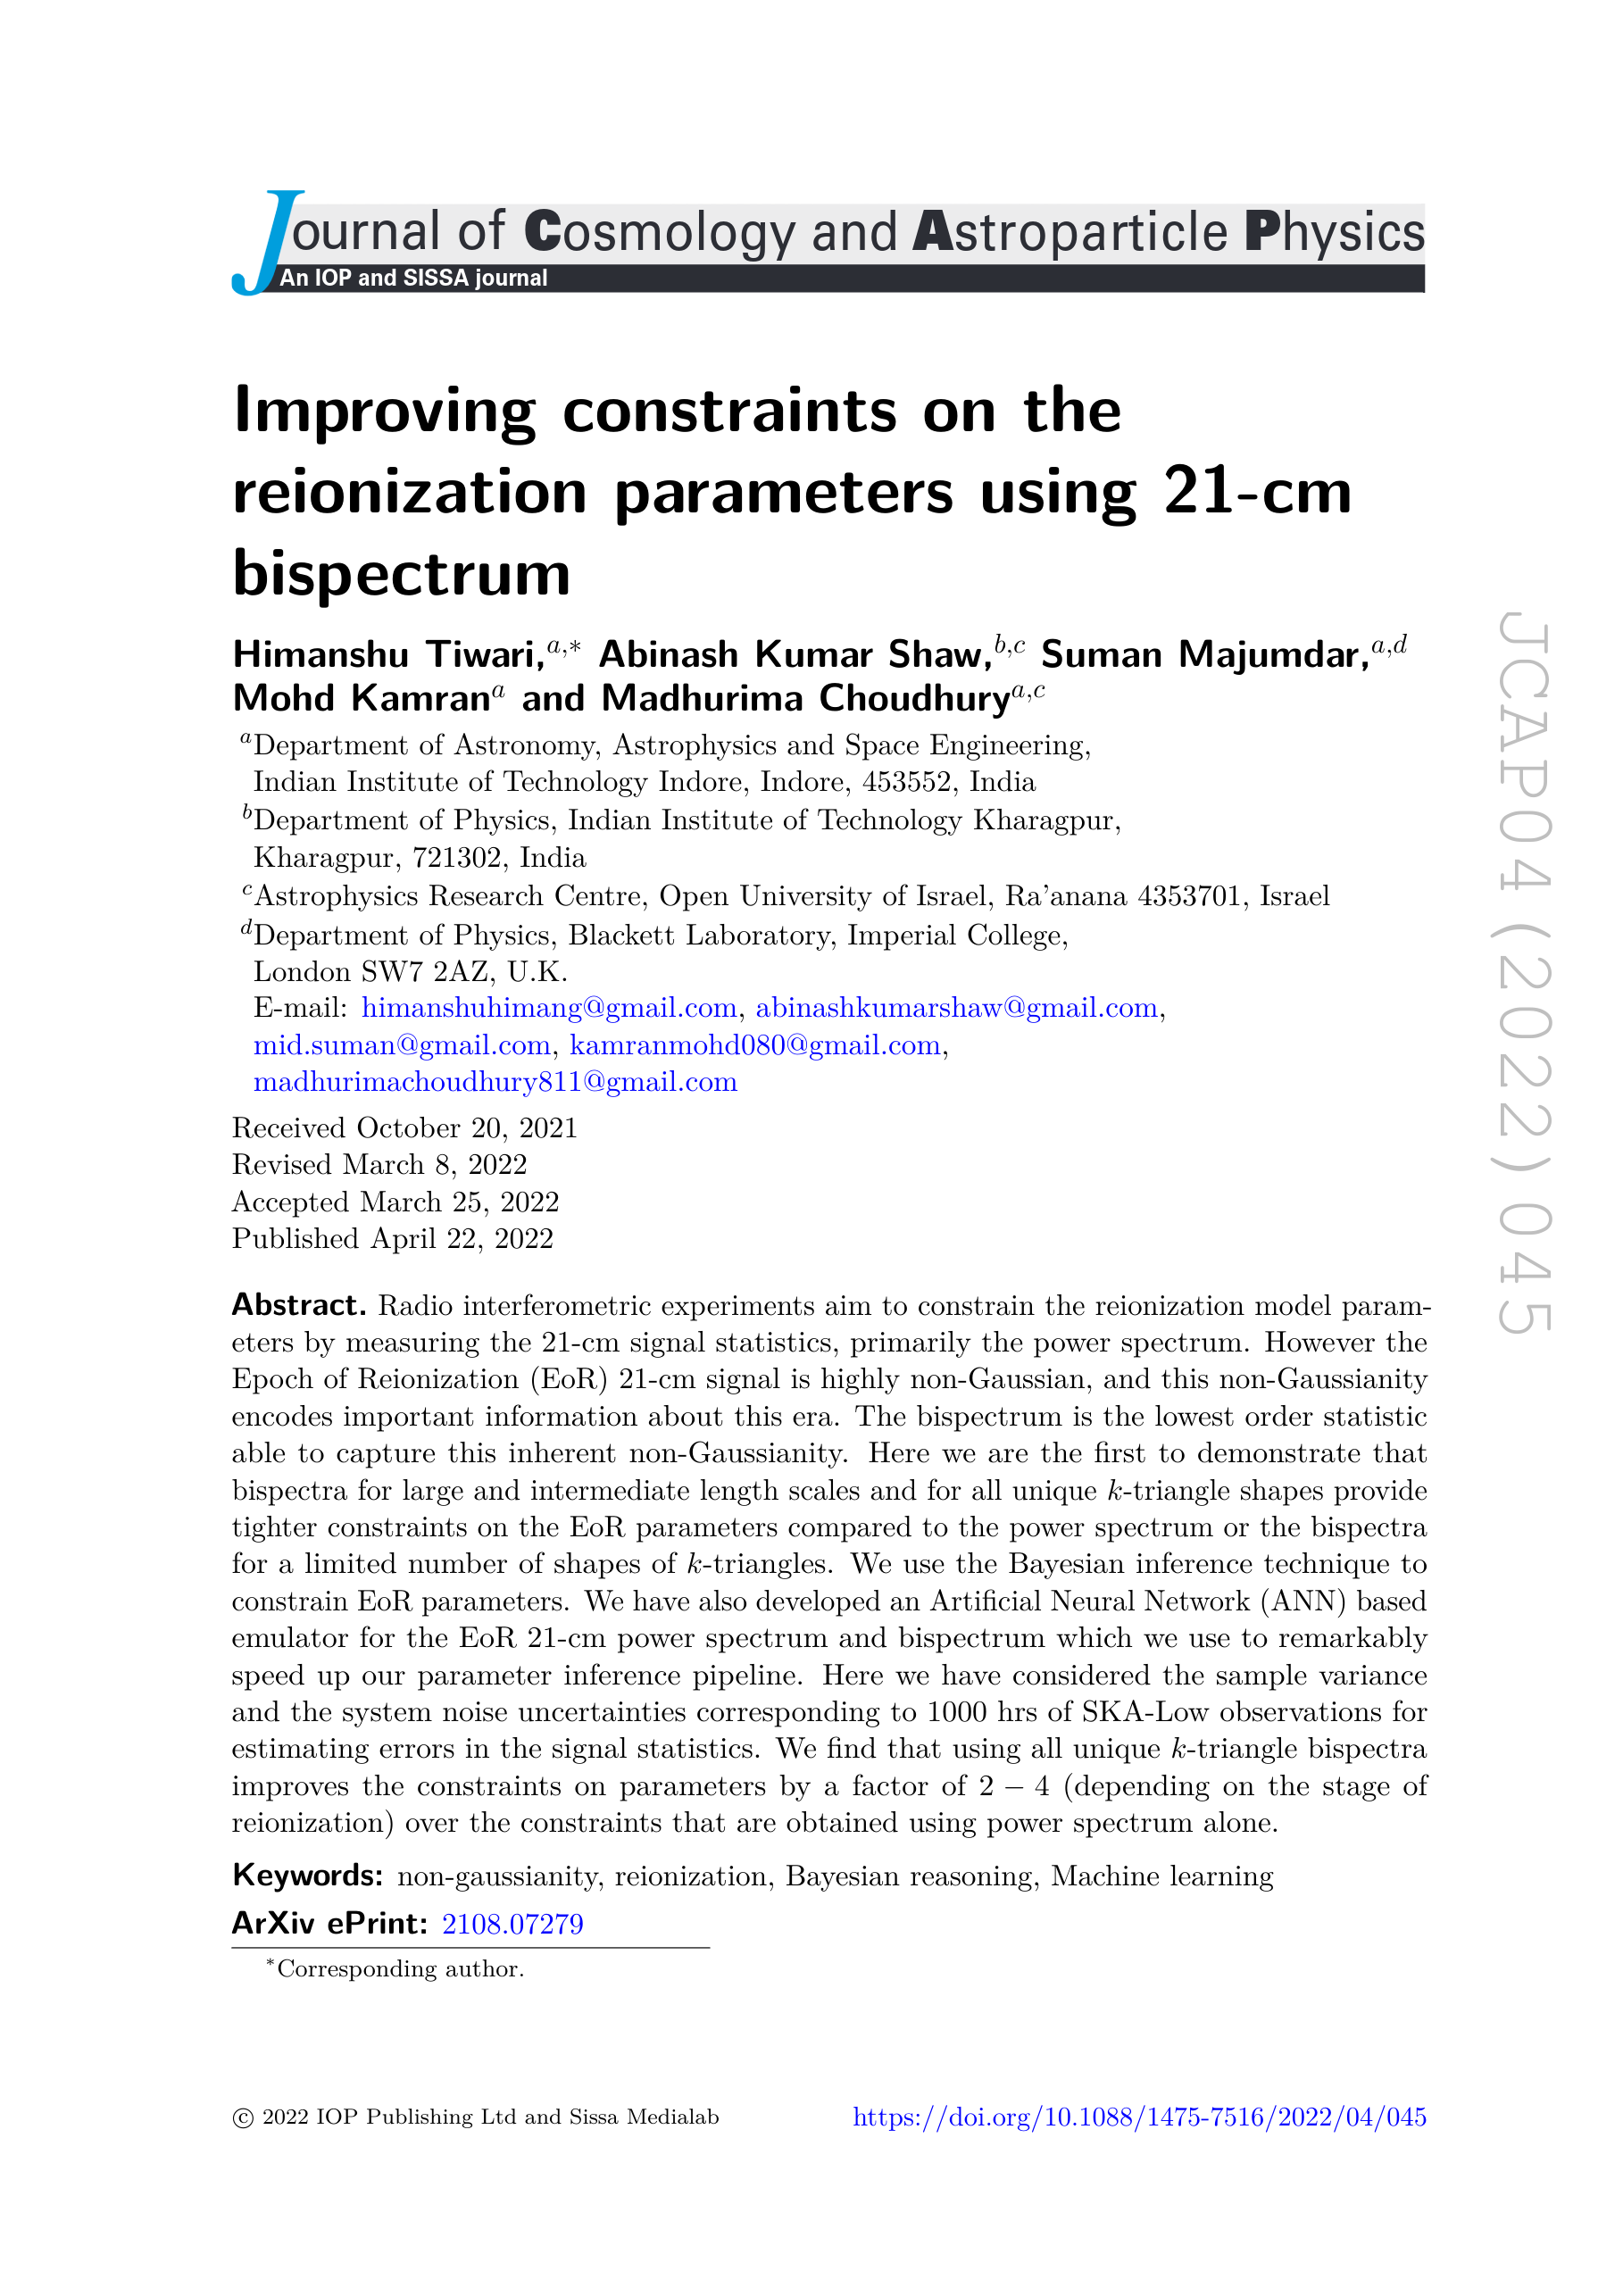 Journal of Cosmology and Astroparticle Physics
An IOP and SISSA journal
Improving constraints on the
reionization parameters using 21-cm
bispectrum
Himanshu Tiwari,a,∗ Abinash Kumar Shaw,b,c Suman Majumdar,a,d
Mohd Kamrana and Madhurima Choudhurya,c
aDepartment of Astronomy, Astrophysics and Space Engineering,
Indian Institute of Technology Indore, Indore, 453552, India
bDepartment of Physics, Indian Institute of Technology Kharagpur,
Kharagpur, 721302, India
cAstrophysics Research Centre, Open University of Israel, Ra'anana 4353701, Israel
dDepartment of Physics, Blackett Laboratory, Imperial College,
London SW7 2AZ, U.K.
E-mail: himanshuhimang@gmail.com, abinashkumarshaw@gmail.com,
mid.suman@gmail.com, kamranmohd080@gmail.com,
madhurimachoudhury811@gmail.com
Received October 20, 2021
Revised March 8, 2022
Accepted March 25, 2022
Published April 22, 2022
Abstract. Radio interferometric experiments aim to constrain the reionization model param-
eters by measuring the 21-cm signal statistics, primarily the power spectrum. However the
Epoch of Reionization (EoR) 21-cm signal is highly non-Gaussian, and this non-Gaussianity
encodes important information about this era. The bispectrum is the lowest order statistic
able to capture this inherent non-Gaussianity. Here we are the first to demonstrate that
bispectra for large and intermediate length scales and for all unique k-triangle shapes provide
tighter constraints on the EoR parameters compared to the power spectrum or the bispectra
for a limited number of shapes of k-triangles. We use the Bayesian inference technique to
constrain EoR parameters. We have also developed an Artificial Neural Network (ANN) based
emulator for the EoR 21-cm power spectrum and bispectrum which we use to remarkably
speed up our parameter inference pipeline. Here we have considered the sample variance
and the system noise uncertainties corresponding to 1000 hrs of SKA-Low observations for
estimating errors in the signal statistics. We find that using all unique k-triangle bispectra
improves the constraints on parameters by a factor of 2 − 4 (depending on the stage of
reionization) over the constraints that are obtained using power spectrum alone.
Keywords: non-gaussianity, reionization, Bayesian reasoning, Machine learning
ArXiv ePrint: 2108.07279
∗Corresponding author.
© 2022 IOP Publishing Ltd and Sissa Medialab
https://doi.org/10.1088/1475-7516/2022/04/045
JCAP04(2022)045